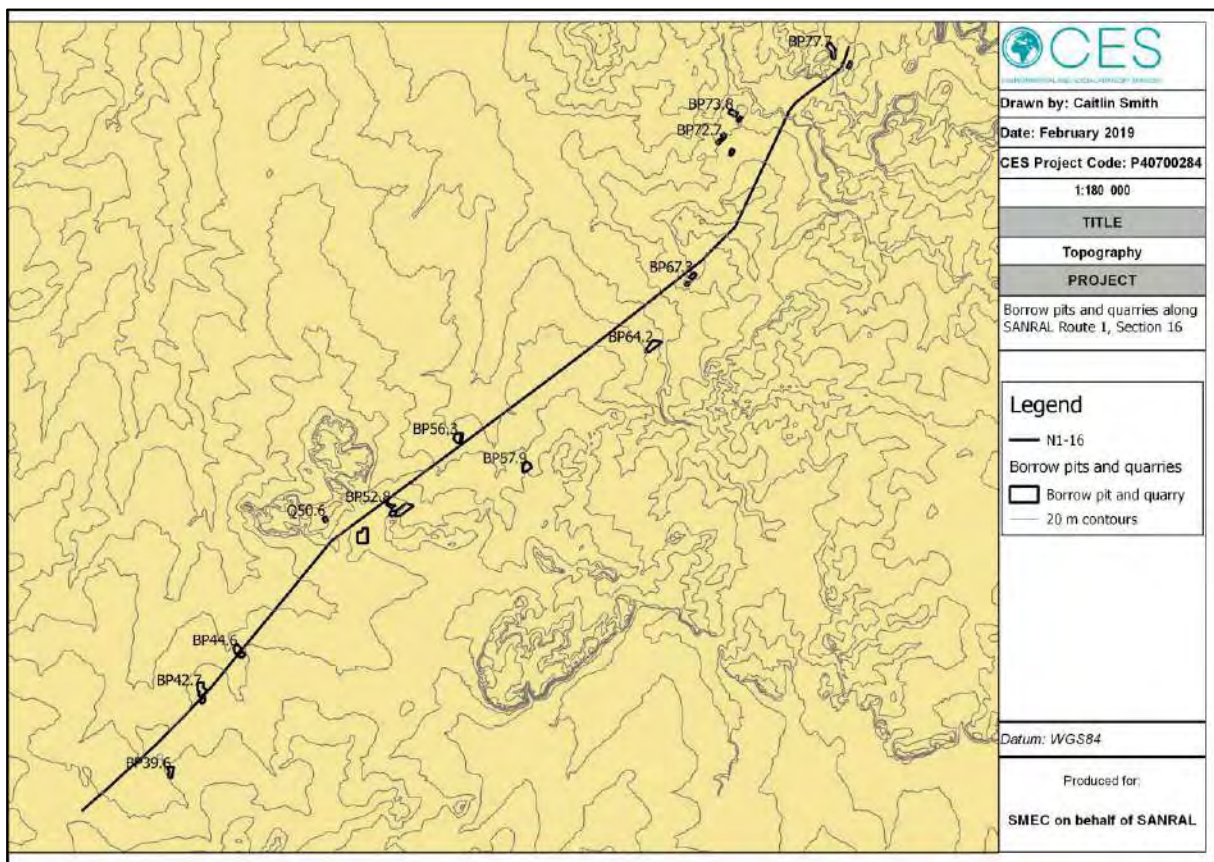 BP77.7
BP73.8
BP72.7
BP67.3
BP64.2
BP56.3
BP57.9
BP52.8
Q50.6
BP44.6
BP42.7
BP39.6
CES
Drawn by: Caitlin Smith
Date: February 2019
CES Project Code: P40700284
1:180 000
TITLE
Topography
PROJECT
Borrow pits and quarries along
SANRAL Route 1, Section 16
Legend
N1-16
Borrow pits and quarries
Borrow pit and quarry
20 m contours
Datum: WGS84
Produced for:
SMEC on behalf of SANRAL